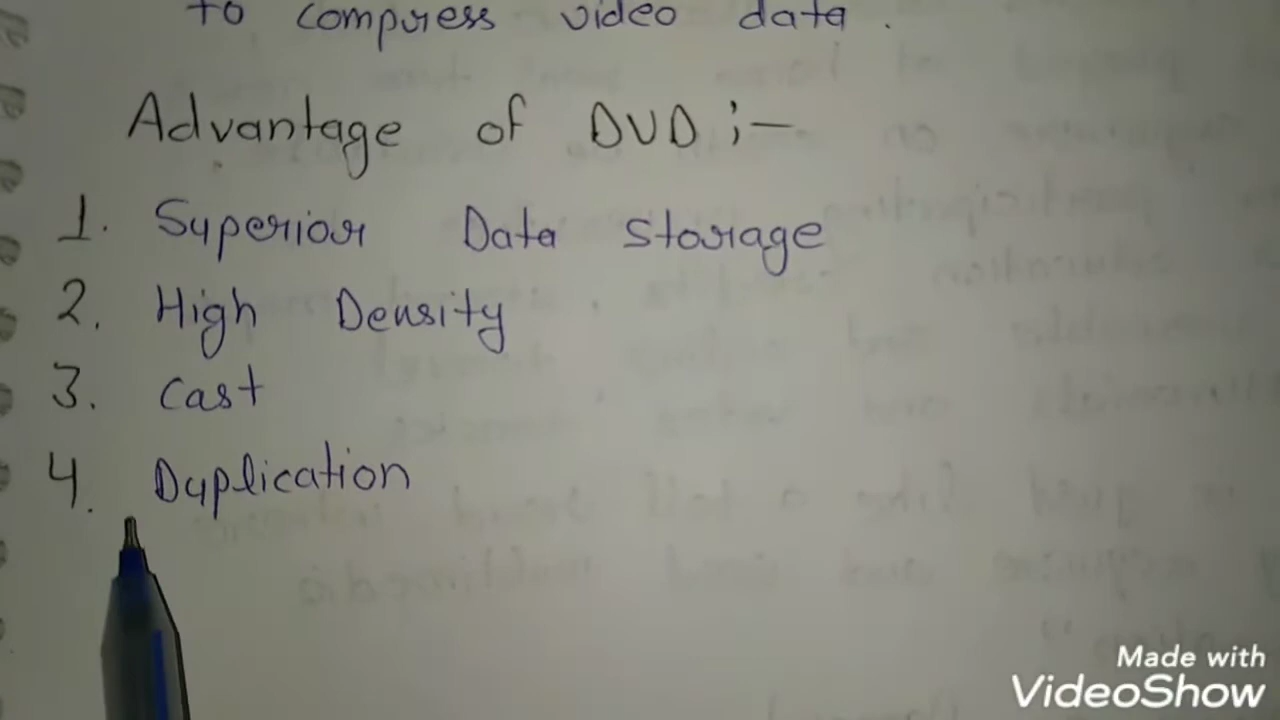 to compress video data.
Advantage of DVD :-
1. Superior Data Storage
2. High Density
3. Cast
4. Duplication
Made with
VideoShow